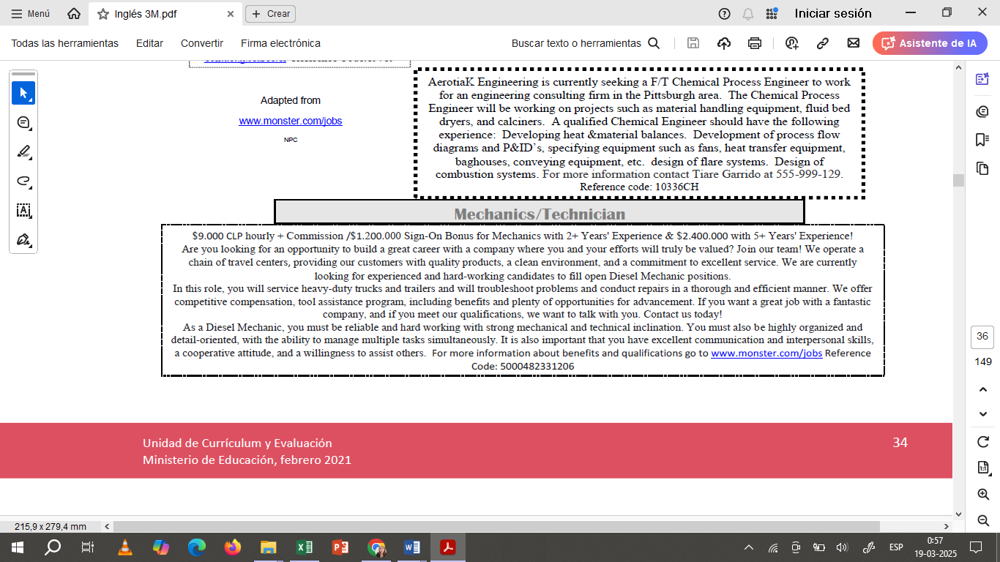 Menú
Inglés 3M.pdf
Crear
Iniciar sesión
Todas las herramientas
Editar
Convertir
Firma electrónica
Buscar texto o herramientas
Asistente de IA
Adapted from
www.monster.com/jobs
NPC
AerotiaK Engineering is currently seeking a F/T Chemical Process Engineer to work
for an engineering consulting firm in the Pittsburgh area. The Chemical Process
Engineer will be working on projects such as material handling equipment, fluid bed
dryers, and calciners. A qualified Chemical Engineer should have the following
experience: Developing heat &material balances. Development of process flow
diagrams and P&ID`s, specifying equipment such as fans, heat transfer equipment,
baghouses, conveying equipment, etc. design of flare systems. Design of
combustion systems. For more information contact Tiare Garrido at 555-999-129.
Reference code: 10336CH
Mechanics/Technician
$9.000 CLP hourly + Commission /$1.200.000 Sign-On Bonus for Mechanics with 2+ Years' Experience & $2.400.000 with 5+ Years' Experience!
Are you looking for an opportunity to build a great career with a company where you and your efforts will truly be valued? Join our team! We operate a
chain of travel centers, providing our customers with quality products, a clean environment, and a commitment to excellent service. We are currently
looking for experienced and hard-working candidates to fill open Diesel Mechanic positions.
In this role, you will service heavy-duty trucks and trailers and will troubleshoot problems and conduct repairs in a thorough and efficient manner. We offer
competitive compensation, tool assistance program, including benefits and plenty of opportunities for advancement. If you want a great job with a fantastic
company, and if you meet our qualifications, we want to talk with you. Contact us today!
As a Diesel Mechanic, you must be reliable and hard working with strong mechanical and technical inclination. You must also be highly organized and
detail-oriented, with the ability to manage multiple tasks simultaneously. It is also important that you have excellent communication and interpersonal skills,
a cooperative attitude, and a willingness to assist others. For more information about benefits and qualifications go to www.monster.com/jobs Reference
Code: 5000482331206
36
149
Unidad de Currículum y Evaluación
Ministerio de Educación, febrero 2021
34
215,9 x 279,4 mm
ESP
0:57
19-03-2025